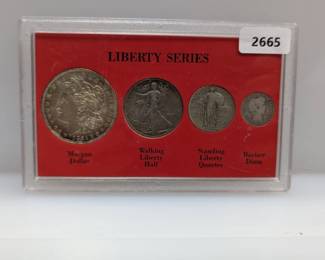 2665
LIBERTY SERIES
Morgan Dollar
Walking Liberty Half
Standing Liberty Quarter
Barber Dime